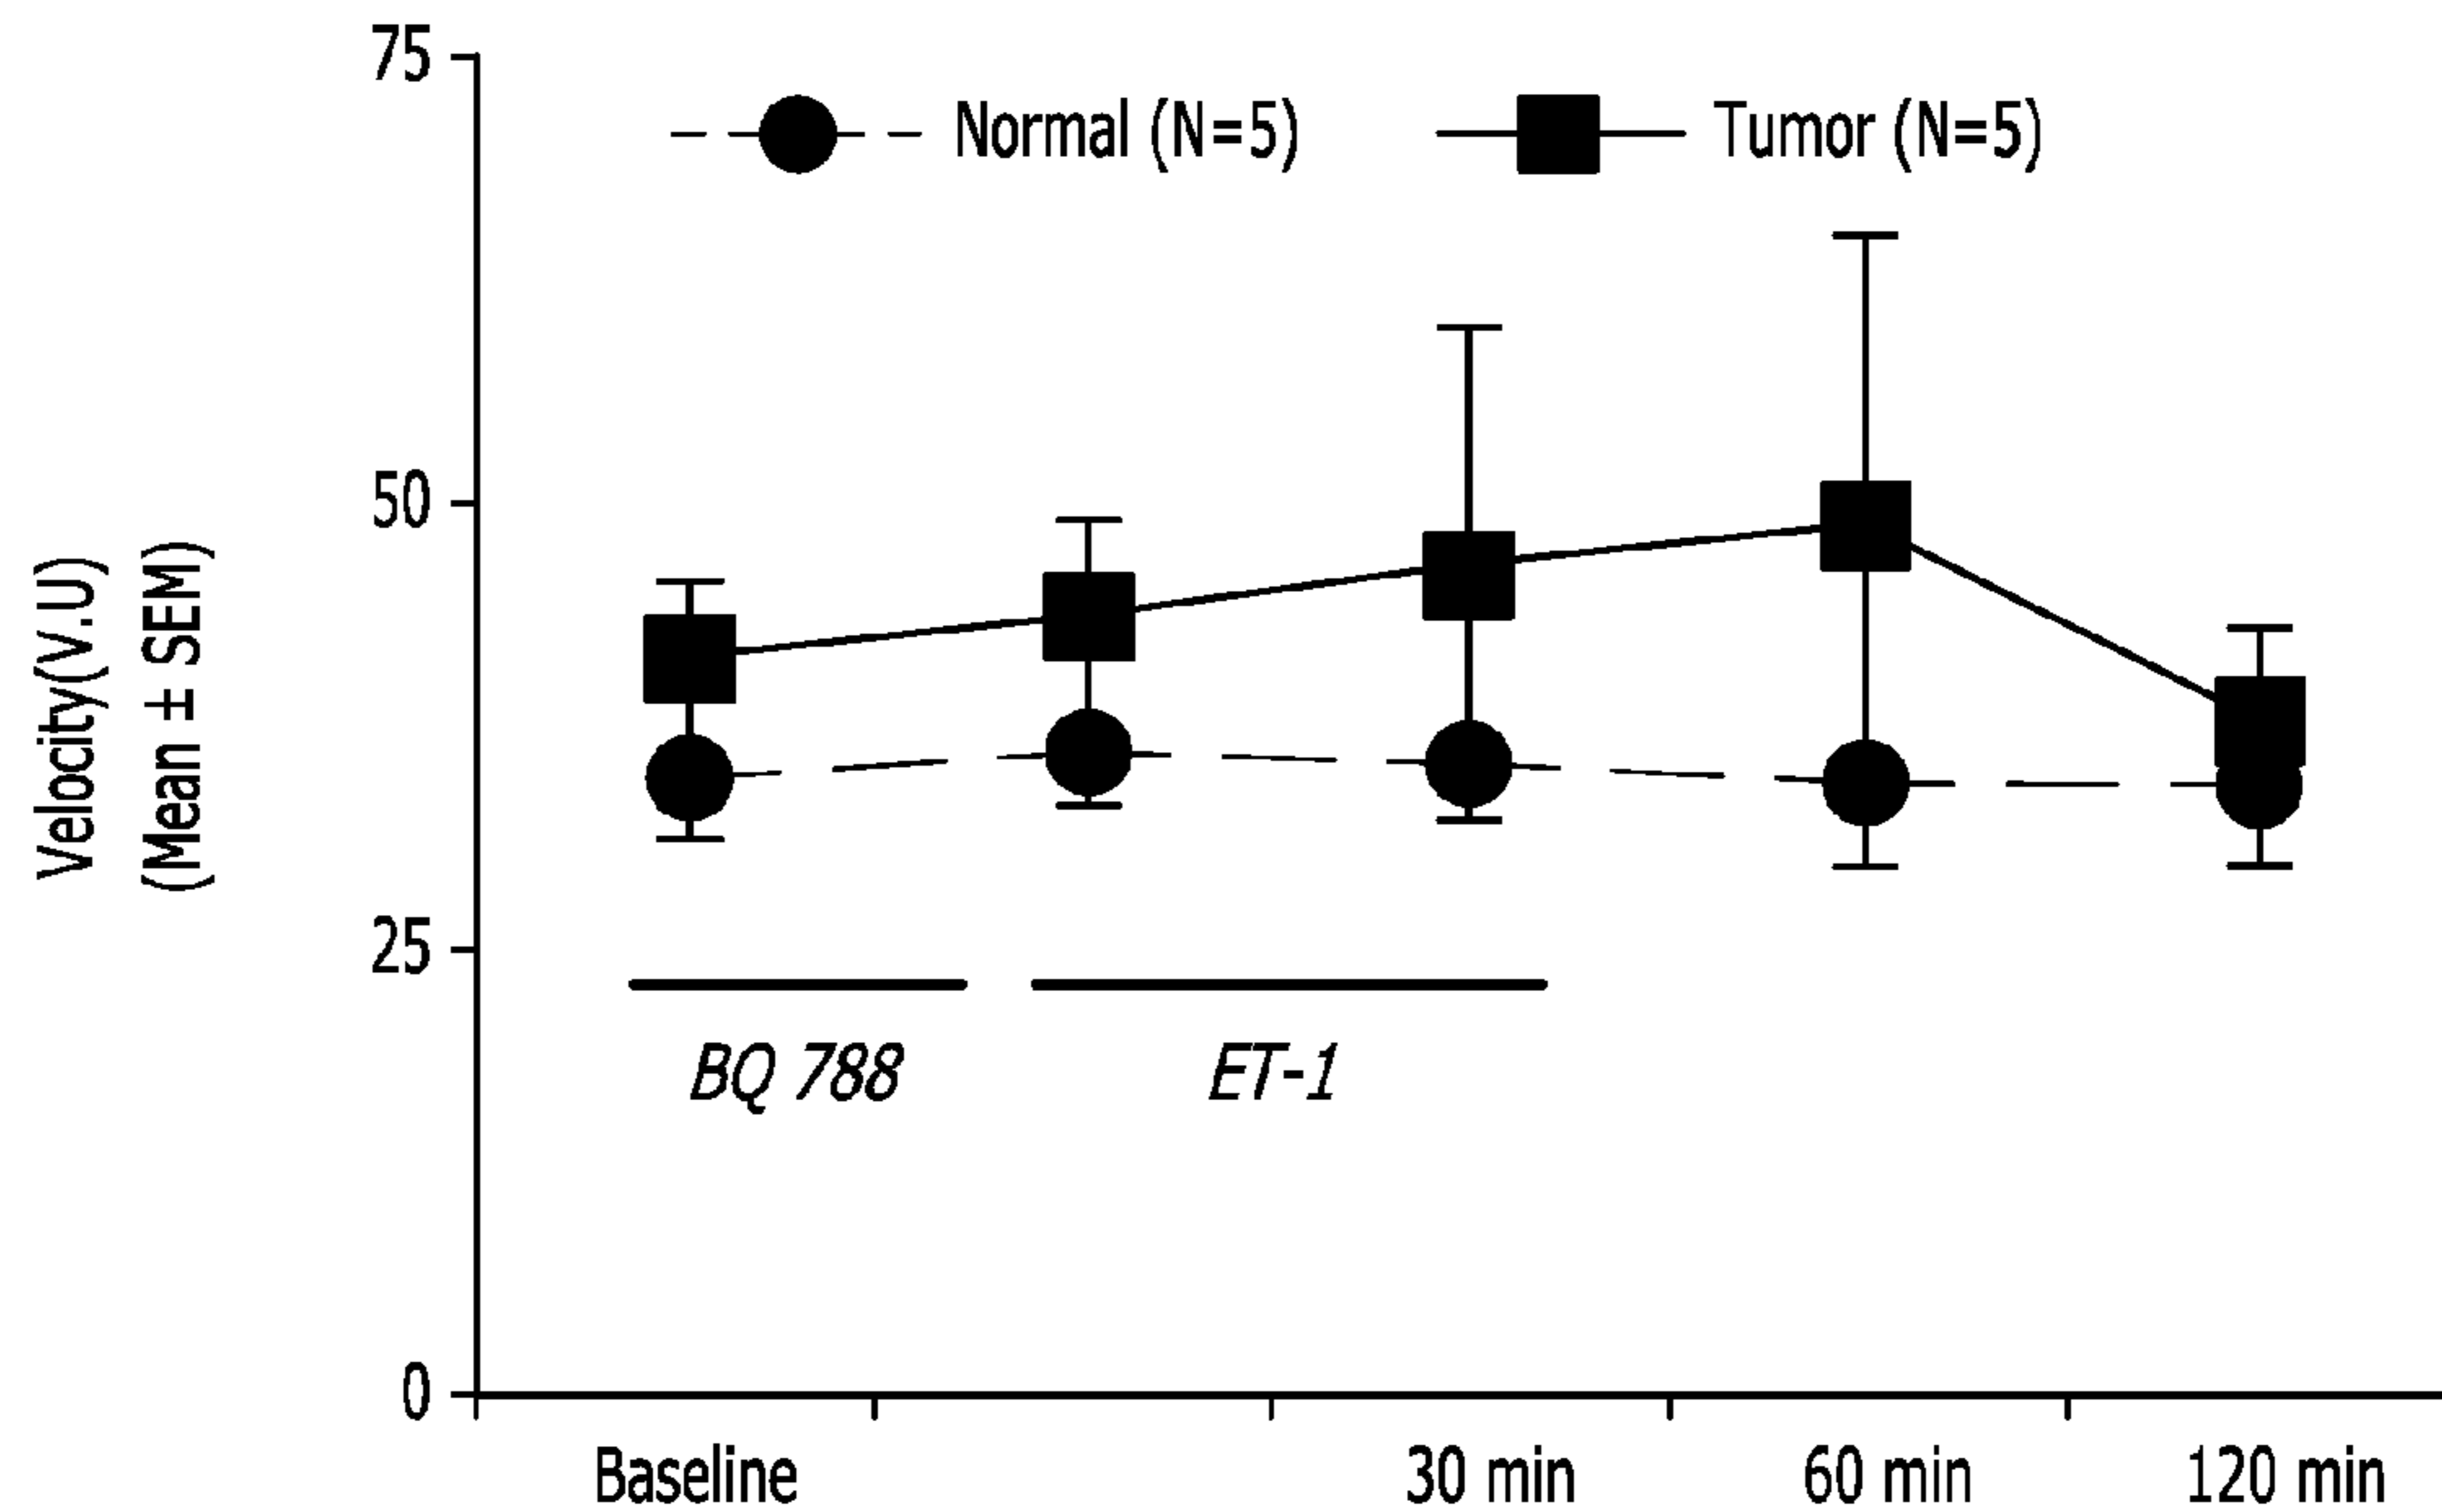 75
Normal (N=5)
Tumor (N=5)
50
Velocity(V.U)
(Mean ± SEM)
25
BQ 788
ET-1
0
Baseline
30 min
60 min
120 min